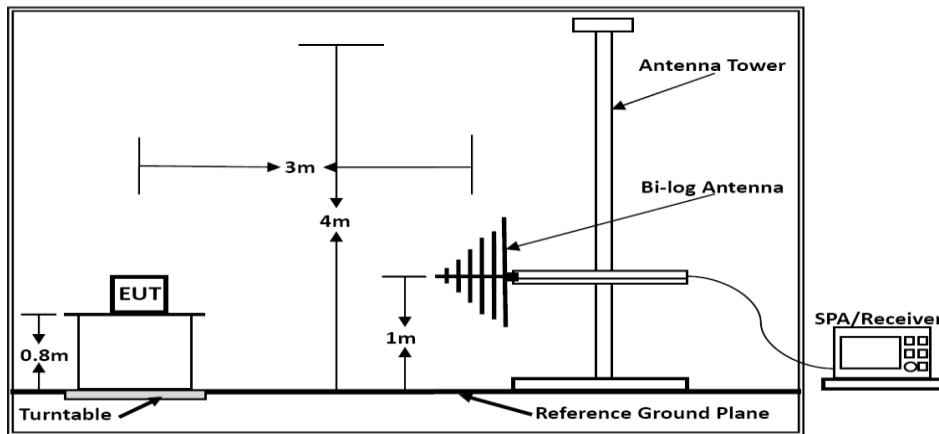 Antenna Tower
3m
Bi-log Antenna
4m
EUT
SPA/Receiver
1m
0.8m
Turntable
Reference Ground Plane